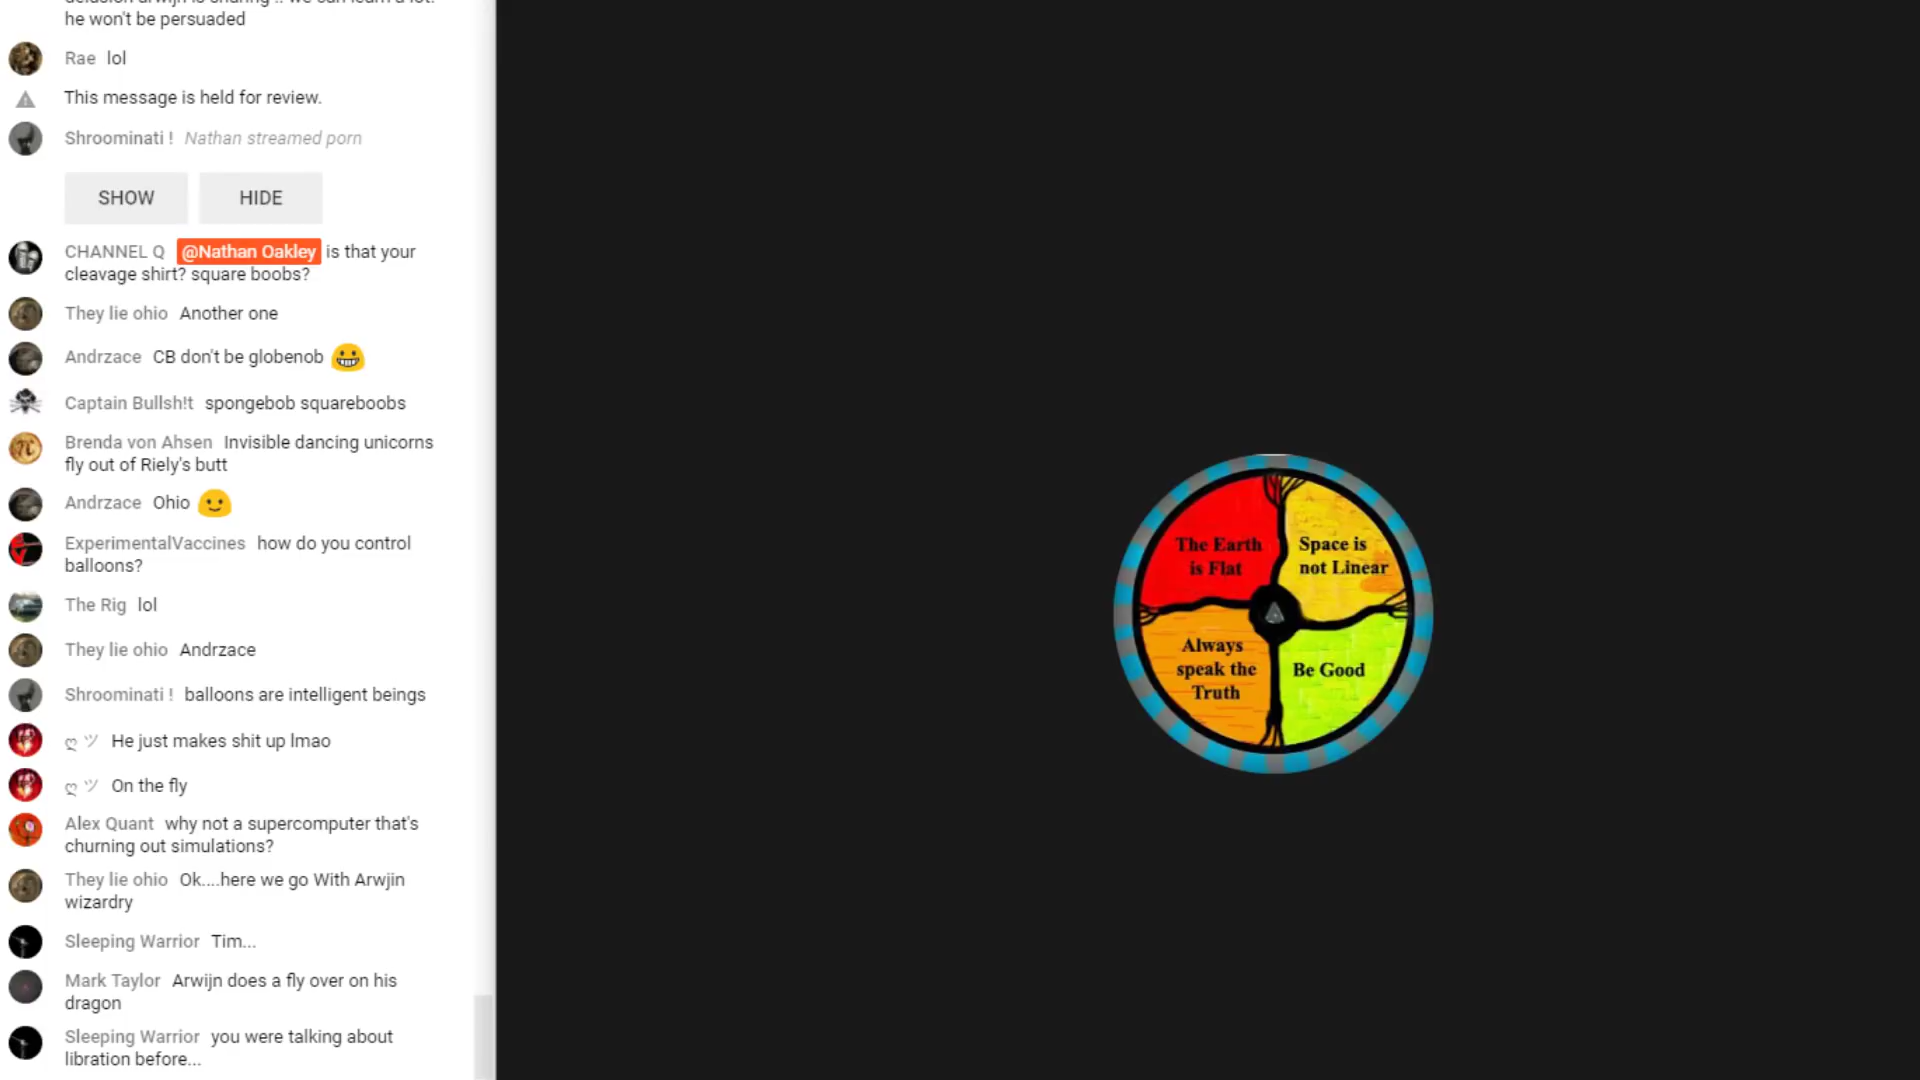 he won't be persuaded
Rae lol
This message is held for review.
Shroominati ! Nathan streamed porn
SHOW HIDE
CHANNEL Q @Nathan Oakley is that your
cleavage shirt? square boobs?
They lie ohio Another one
Andrzace CB don't be globenob 😀
Captain Bullsh!t spongebob squareboobs
Brenda von Ahsen Invisible dancing unicorns
fly out of Riely's butt
Andrzace Ohio 🙂
ExperimentalVaccines how do you control
balloons?
The Rig lol
They lie ohio Andrzace
Shroominati ! balloons are intelligent beings
ღ ツ He just makes shit up lmao
ღ ツ On the fly
Alex Quant why not a supercomputer that's
churning out simulations?
They lie ohio Ok....here we go With Arwjin
wizardry
Sleeping Warrior Tim...
Mark Taylor Arwijn does a fly over on his
dragon
Sleeping Warrior you were talking about
libration before...
The Earth
is Flat
Space is
not Linear
Always
speak the
Truth
Be Good